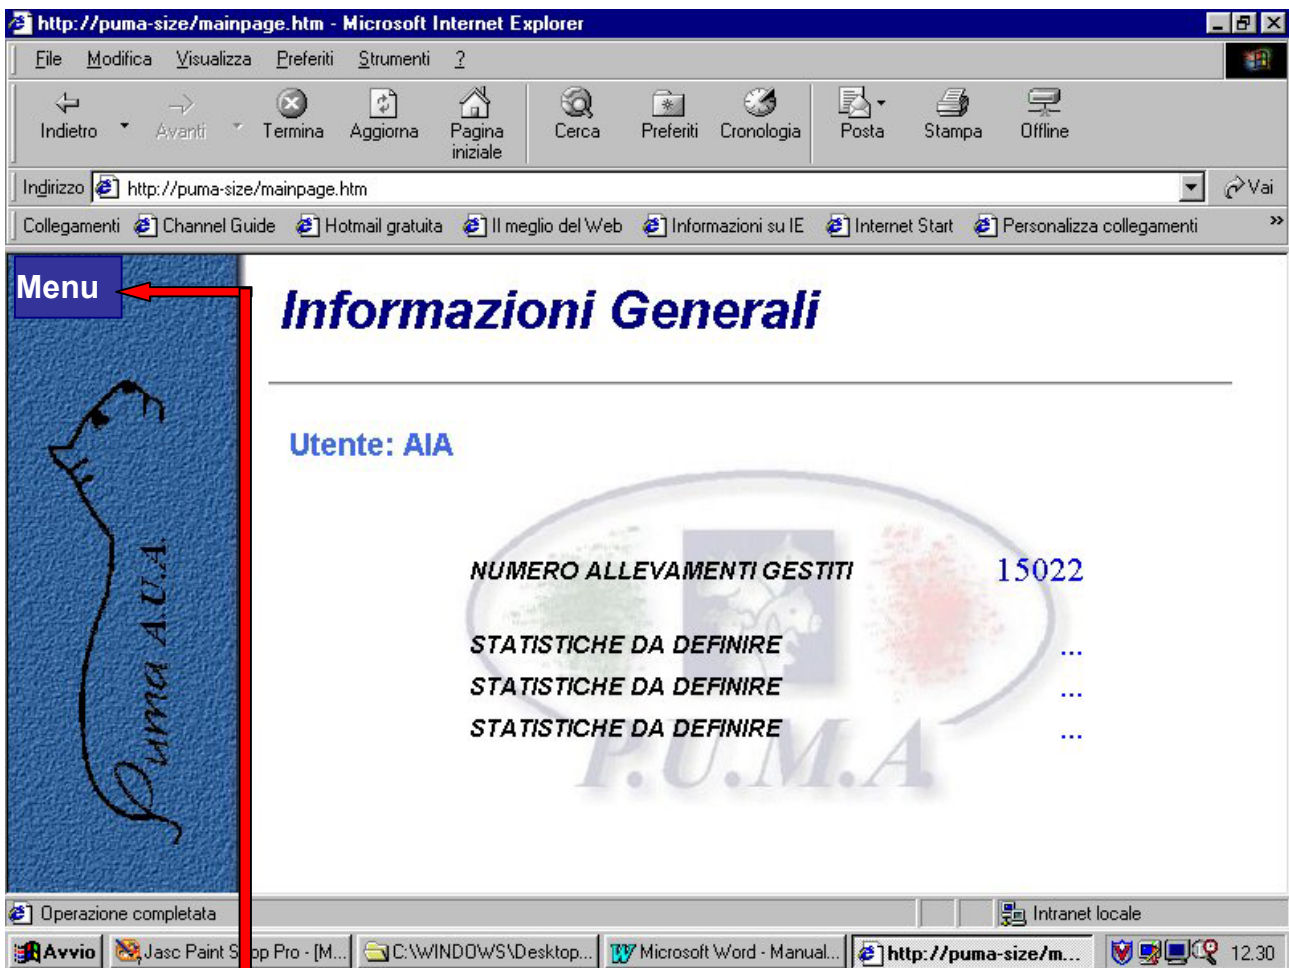 http://puma-size/mainpage.htm - Microsoft Internet Explorer
File Modifica Visualizza Preferiti Strumenti ?
Indietro Avanti Termina Aggiorna Pagina iniziale Cerca Preferiti Cronologia Posta Stampa Offline
Indirizzo http://puma-size/mainpage.htm Vai
Collegamenti Channel Guide Hotmail gratuita Il meglio del Web Informazioni su IE Internet Start Personalizza collegamenti »
Menu
Informazioni Generali
Utente: AIA
NUMERO ALLEVAMENTI GESTITI 15022
STATISTICHE DA DEFINIRE ...
STATISTICHE DA DEFINIRE ...
STATISTICHE DA DEFINIRE ...
P.U.M.A
Puma A.U.A.
Operazione completata Intranet locale
Avvio Jasc Paint Shop Pro - [M... C:\WINDOWS\Desktop... Microsoft Word - Manual... http://puma-size/m... 12.30